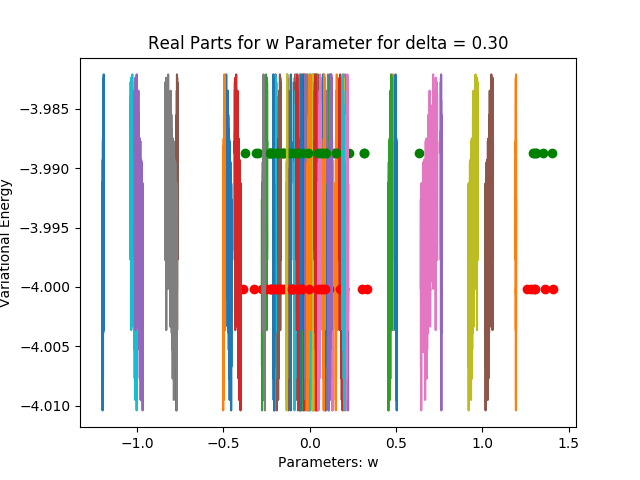 Real Parts for w Parameter for delta = 0.30
Variational Energy
−3.985
−3.990
−3.995
−4.000
−4.005
−4.010
−1.0 −0.5 0.0 0.5 1.0 1.5
Parameters: w